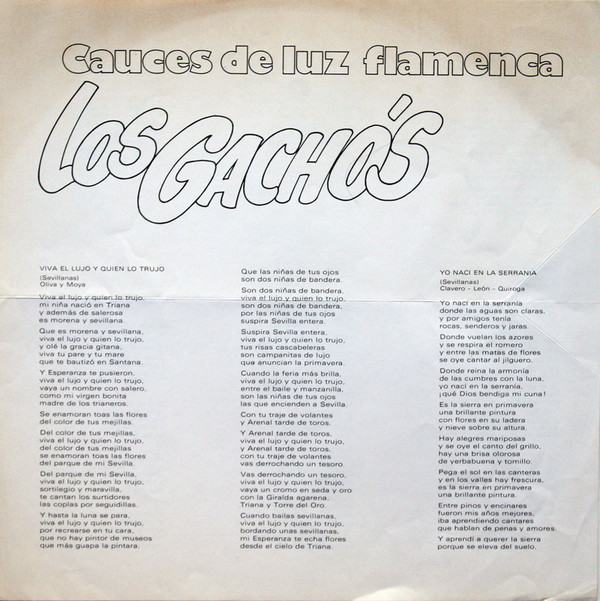 Cauces de luz flamenca
Los GACHÓS
VIVA EL LUJO Y QUIEN LO TRUJO
(Sevillanas)
Oliva y Moya
Viva el lujo y quien lo trujo,
mi niña nació en Triana
y además de salerosa
es morena y sevillana.
Que es morena y sevillana,
viva el lujo y quien lo trujo,
y olé la gracia gitana,
viva tu pare y tu mare
que te bautizó en Santana.
Y Esperanza te pusieron,
viva el lujo y quien lo trujo,
vaya un nombre con salero,
como mi virgen bonita
madre de los trianeros.
Se enamoran toas las flores
del color de tus mejillas.
Del color de tus mejillas,
viva el lujo y quien lo trujo,
del color de tus mejillas
se enamoran toas las flores
del parque de mi Sevilla.
Del parque de mi Sevilla,
viva el lujo y quien lo trujo,
sortilegio y maravilla,
te cantan los surtidores
las coplas por seguidillas.
Y hasta la luna se para,
viva el lujo y quien lo trujo,
por recrearse en tu cara,
que no hay pintor de museos
que más guapa la pintara.
Que las niñas de tus ojos
son dos niñas de bandera.
Son dos niñas de bandera,
viva el lujo y quien lo trujo,
son dos niñas de bandera,
por las niñas de tus ojos
suspira Sevilla entera.
Suspira Sevilla entera,
viva el lujo y quien lo trujo,
tus risas cascabeleras
son campanitas de lujo
que anuncian la primavera.
Cuando la feria más brilla,
viva el lujo y quien lo trujo,
entre el baile y manzanilla,
son las niñas de tus ojos
las que encienden a Sevilla.
Con tu traje de volantes
y Arenal tarde de toros.
Y Arenal tarde de toros,
viva el lujo y quien lo trujo,
y Arenal tarde de toros,
con tu traje de volantes
vas derrochando un tesoro.
Vas derrochando un tesoro,
viva el lujo y quien lo trujo,
vaya un cromo en seda y oro
con la Giralda agarena,
Triana y Torre del Oro.
Cuando bailas sevillanas,
viva el lujo y quien lo trujo,
bordando unas sevillanas,
mi Esperanza te echa flores
desde el cielo de Triana.
YO NACI EN LA SERRANIA
(Sevillanas)
Clavero - León - Quiroga
Yo nací en la serranía
donde las aguas son claras,
y por amigos tenía
rocas, senderos y jaras.
Donde vuelan los azores
y se respira el romero
y entre las matas de flores
se oye cantar al jilguero.
Donde reina la armonía
de las cumbres con la luna,
yo nací en la serranía,
¡qué Dios bendiga mi cuna!
Es la sierra en primavera
una brillante pintura
con flores en su ladera
y nieve sobre su altura.
Hay alegres mariposas
y se oye el canto del grillo,
hay una brisa olorosa
de yerbabuena y tomillo.
Pega el sol en las canteras
y en los valles hay frescura,
es la sierra en primavera
una brillante pintura.
Entre pinos y encinares
fueron mis años mejores,
iba aprendiendo cantares
que hablan de penas y amores.
Y aprendí a querer la sierra
porque se eleva del suelo,